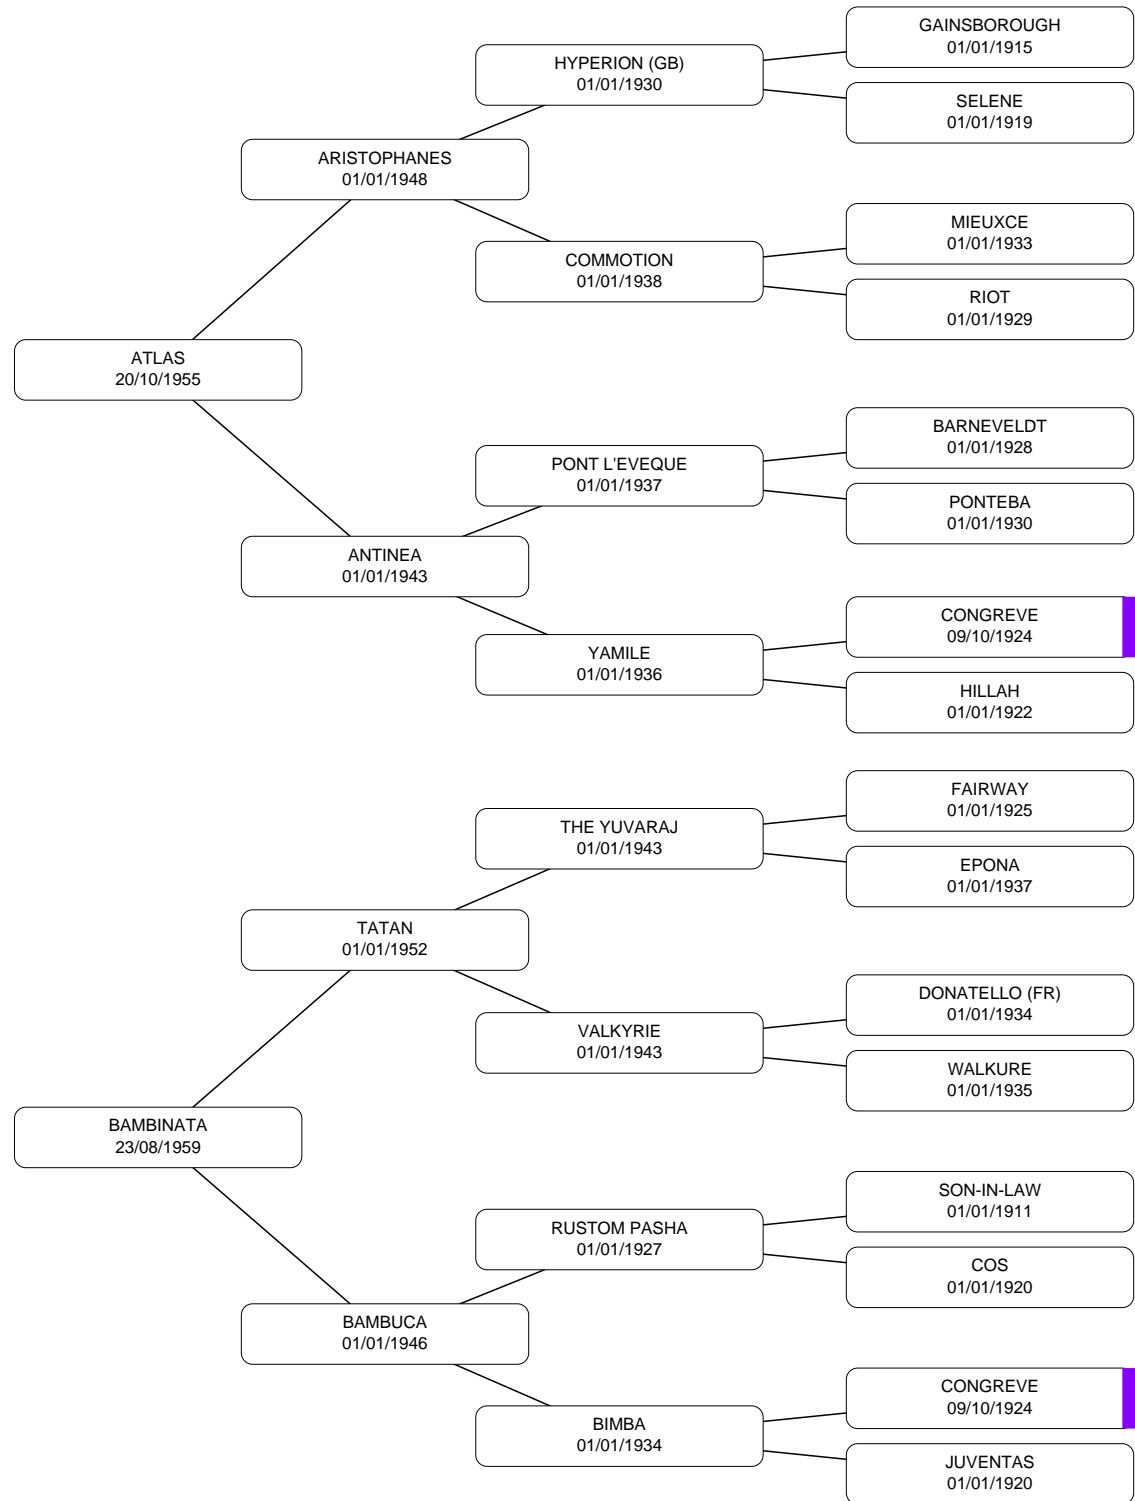 GAINSBOROUGH
01/01/1915
HYPERION (GB)
01/01/1930
SELENE
01/01/1919
ARISTOPHANES
01/01/1948
MIEUXCE
01/01/1933
COMMOTION
01/01/1938
RIOT
01/01/1929
ATLAS
20/10/1955
BARNEVELDT
01/01/1928
PONT L'EVEQUE
01/01/1937
PONTEBA
01/01/1930
ANTINEA
01/01/1943
CONGREVE
09/10/1924
YAMILE
01/01/1936
HILLAH
01/01/1922
FAIRWAY
01/01/1925
THE YUVARAJ
01/01/1943
EPONA
01/01/1937
TATAN
01/01/1952
DONATELLO (FR)
01/01/1934
VALKYRIE
01/01/1943
WALKURE
01/01/1935
BAMBINATA
23/08/1959
SON-IN-LAW
01/01/1911
RUSTOM PASHA
01/01/1927
COS
01/01/1920
BAMBUCA
01/01/1946
CONGREVE
09/10/1924
BIMBA
01/01/1934
JUVENTAS
01/01/1920